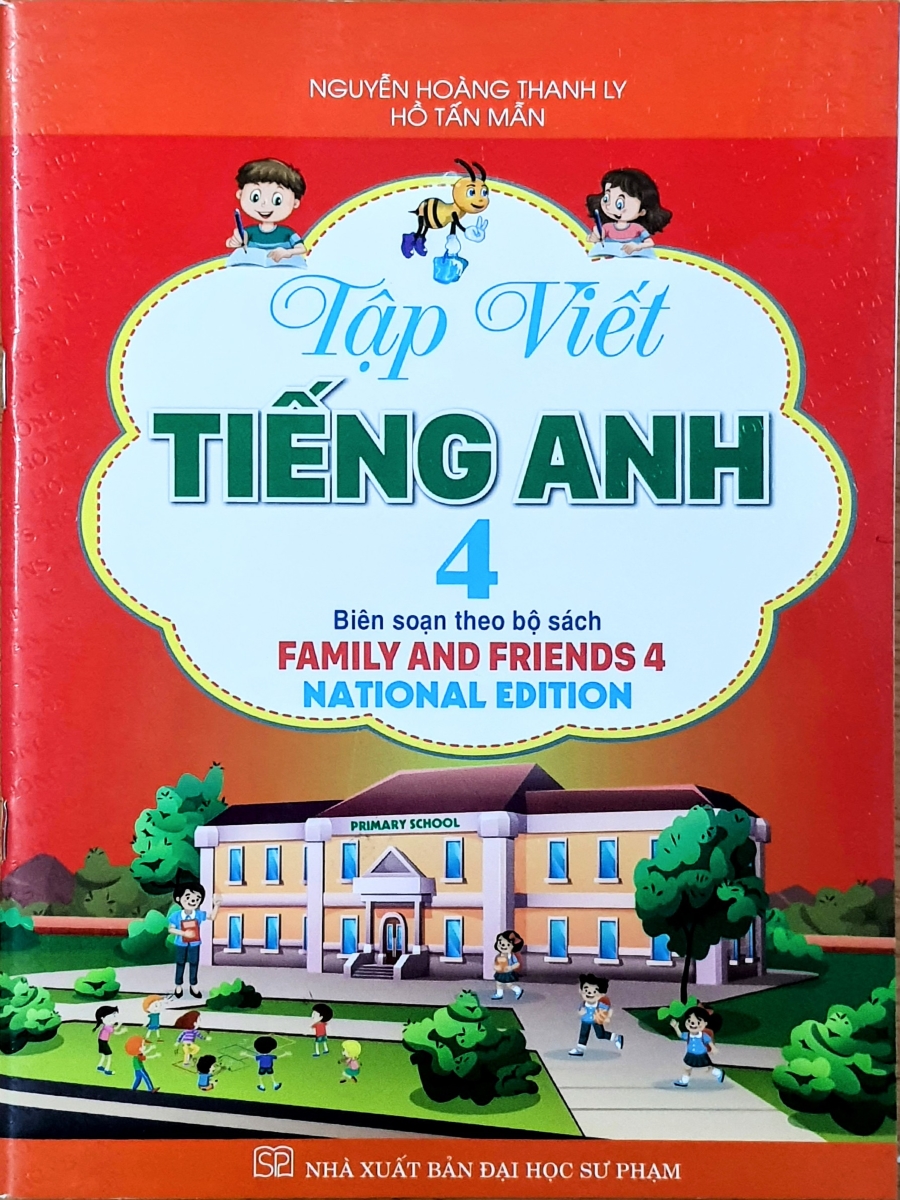 NGUYỄN HOÀNG THANH LY
HỒ TẤN MẪN
Tập Viết
TIẾNG ANH
4
Biên soạn theo bộ sách
FAMILY AND FRIENDS 4
NATIONAL EDITION
PRIMARY SCHOOL
SP NHÀ XUẤT BẢN ĐẠI HỌC SƯ PHẠM